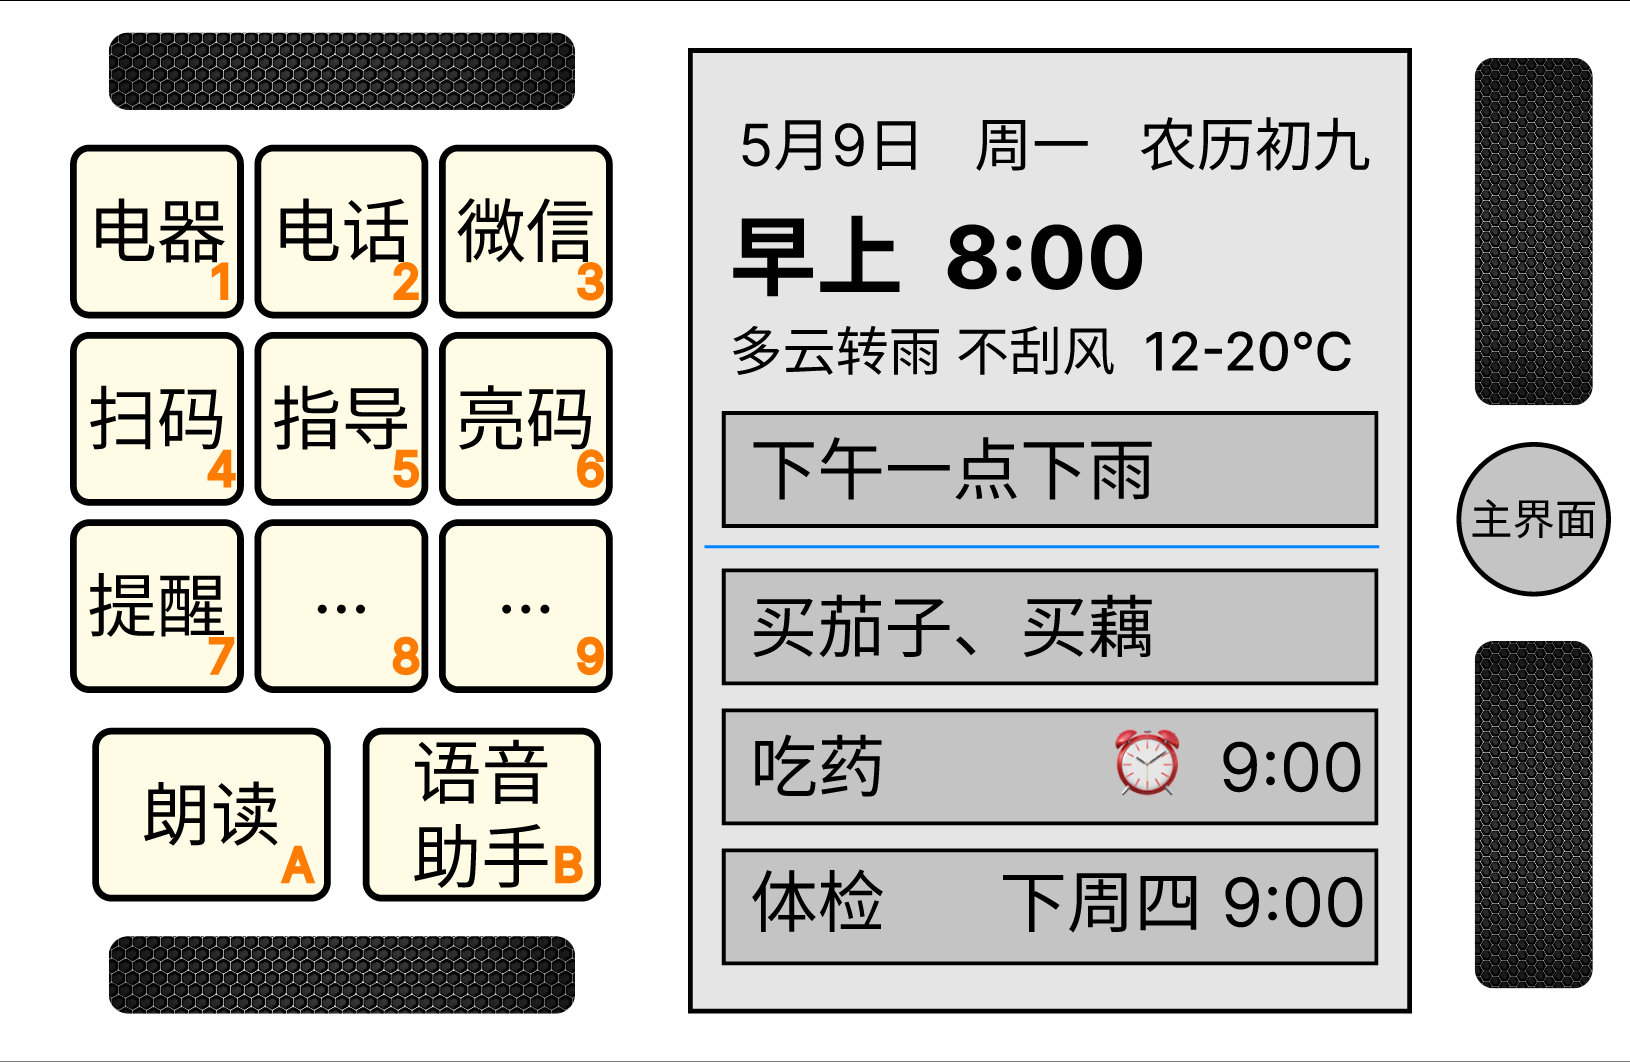 电器 1
电话 2
微信 3
扫码 4
指导 5
亮码 6
提醒 7
... 8
... 9
朗读 A
语音
助手 B
5月9日 周一 农历初九
早上 8:00
多云转雨 不刮风 12-20°C
下午一点下雨
买茄子、买藕
吃药 ⏰ 9:00
体检 下周四 9:00
主界面